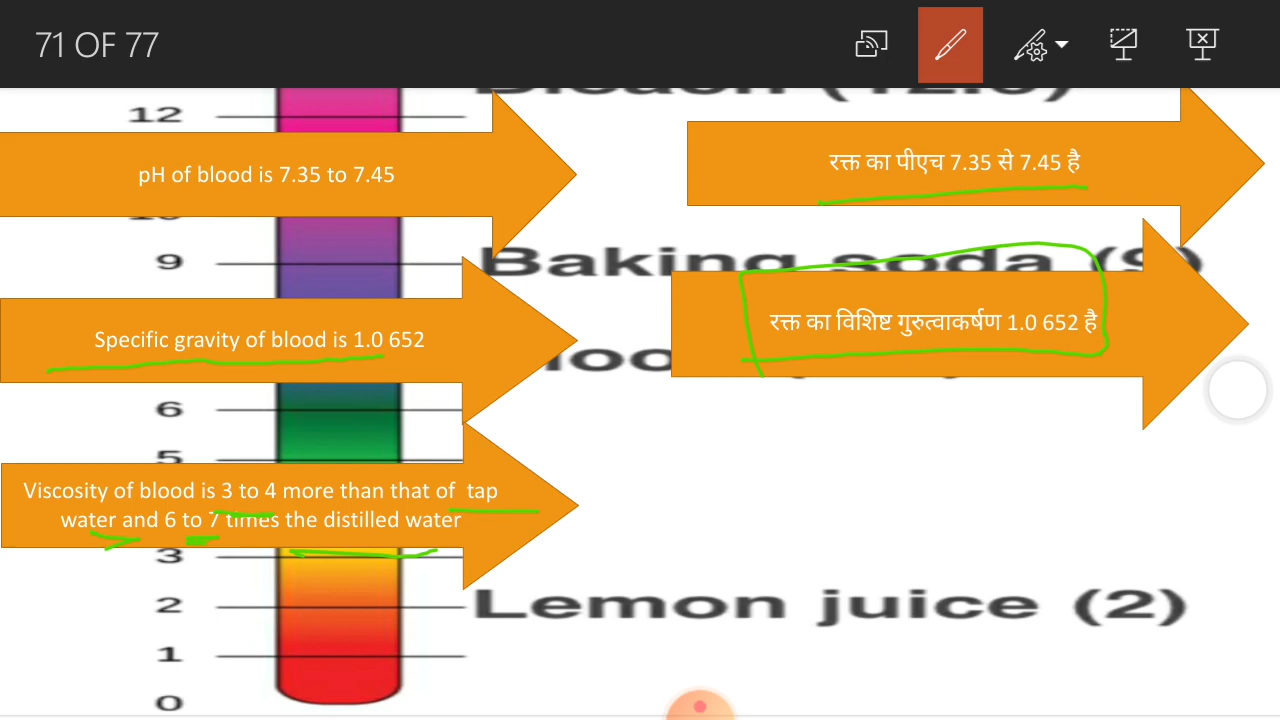 71 OF 77
12
pH of blood is 7.35 to 7.45
रक्त का पीएच 7.35 से 7.45 है
9
Baking soda (9)
Specific gravity of blood is 1.0 652
रक्त का विशिष्ट गुरुत्वाकर्षण 1.0 652 है
6
5
Viscosity of blood is 3 to 4 more than that of tap
water and 6 to 7 times the distilled water
3
2
Lemon juice (2)
1
0